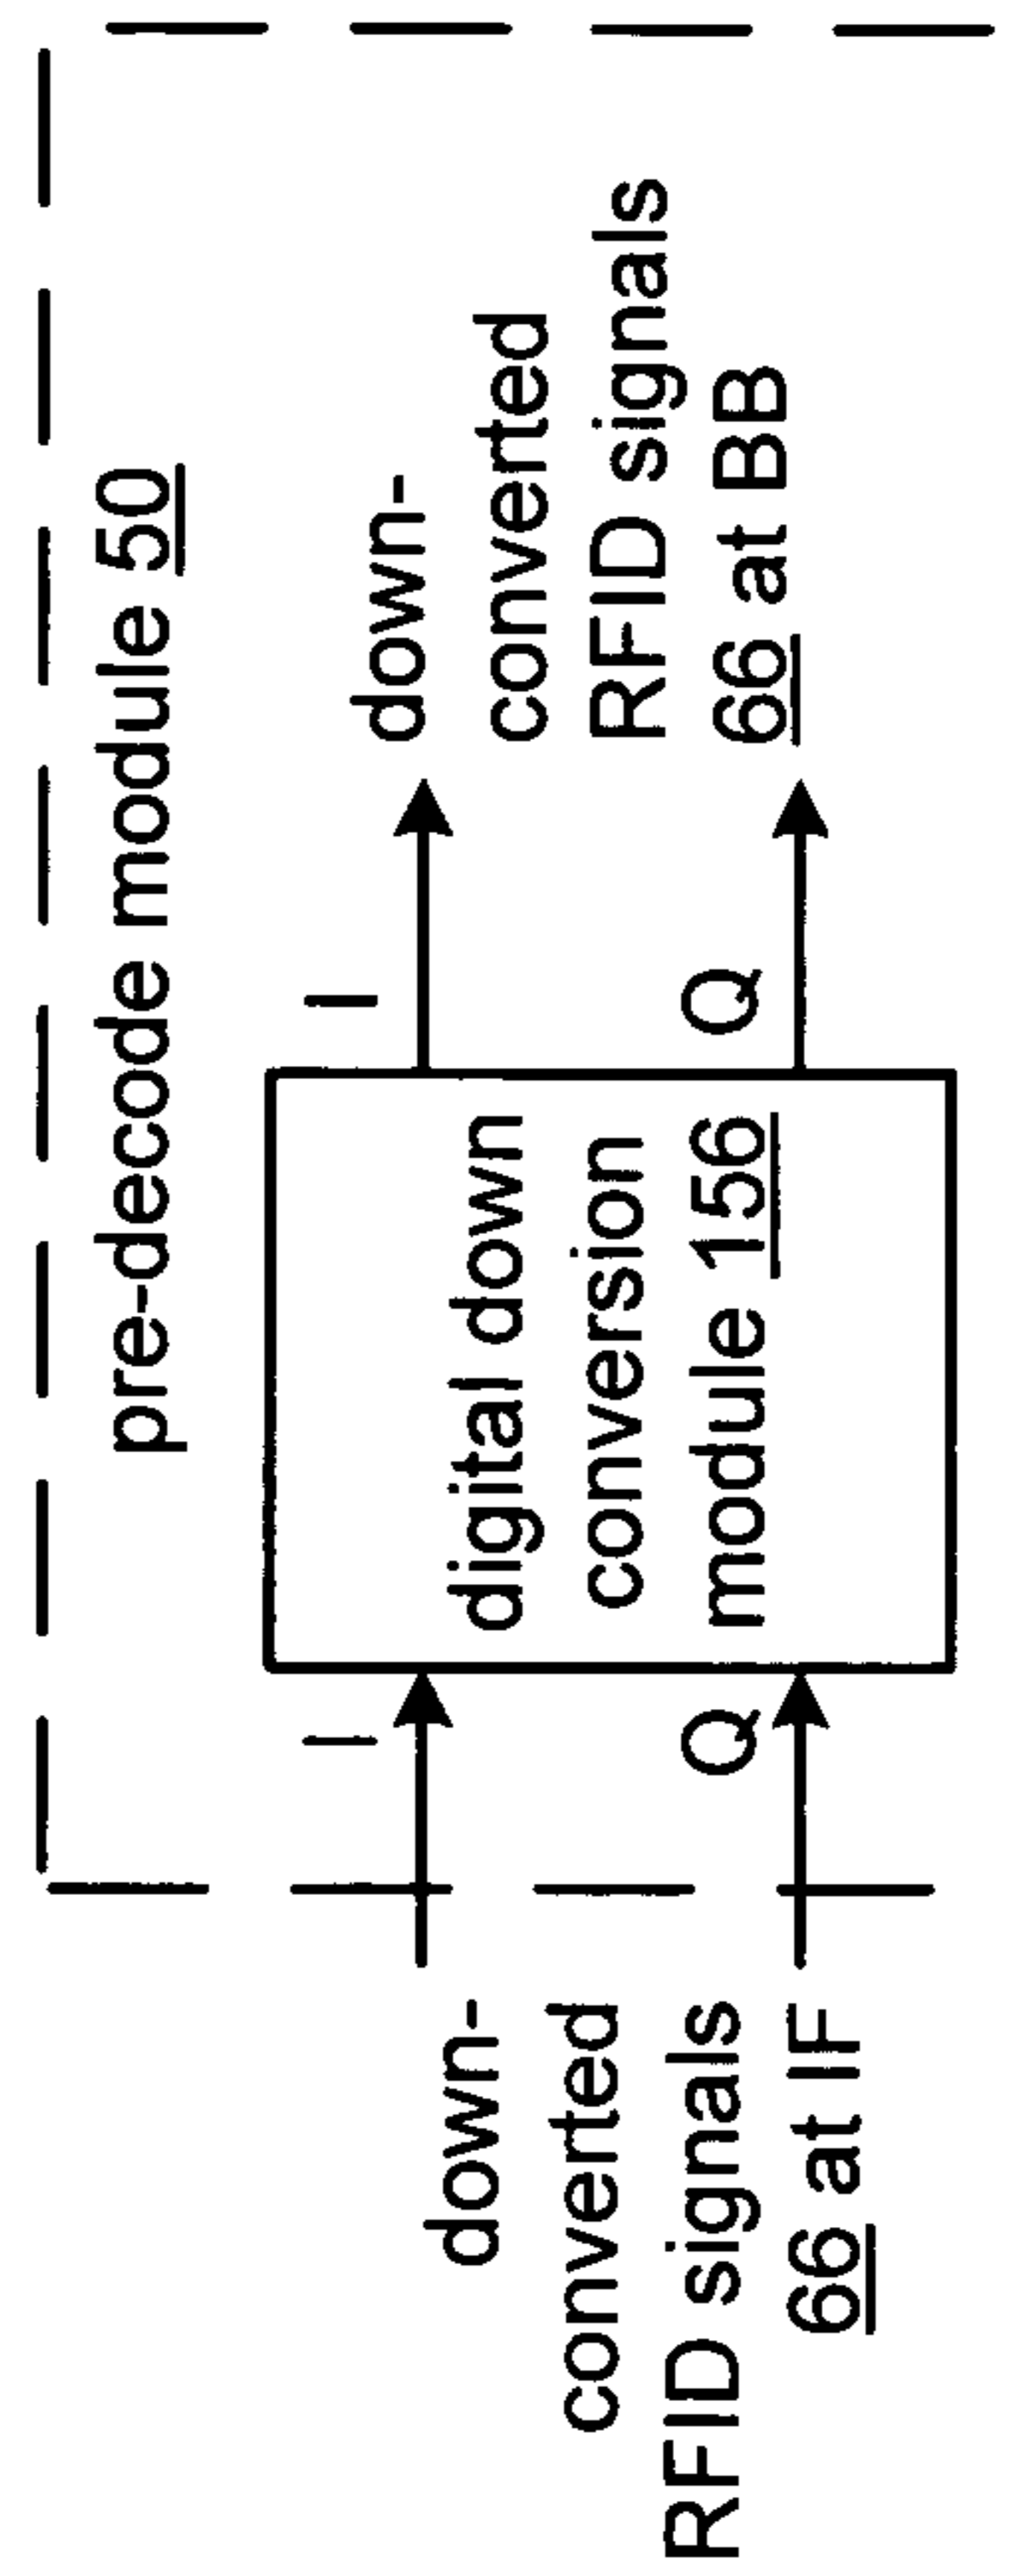 pre-decode module 50
down-
converted
RFID signals
66 at IF
I
Q
digital down
conversion
module 156
I
Q
down-
converted
RFID signals
66 at BB